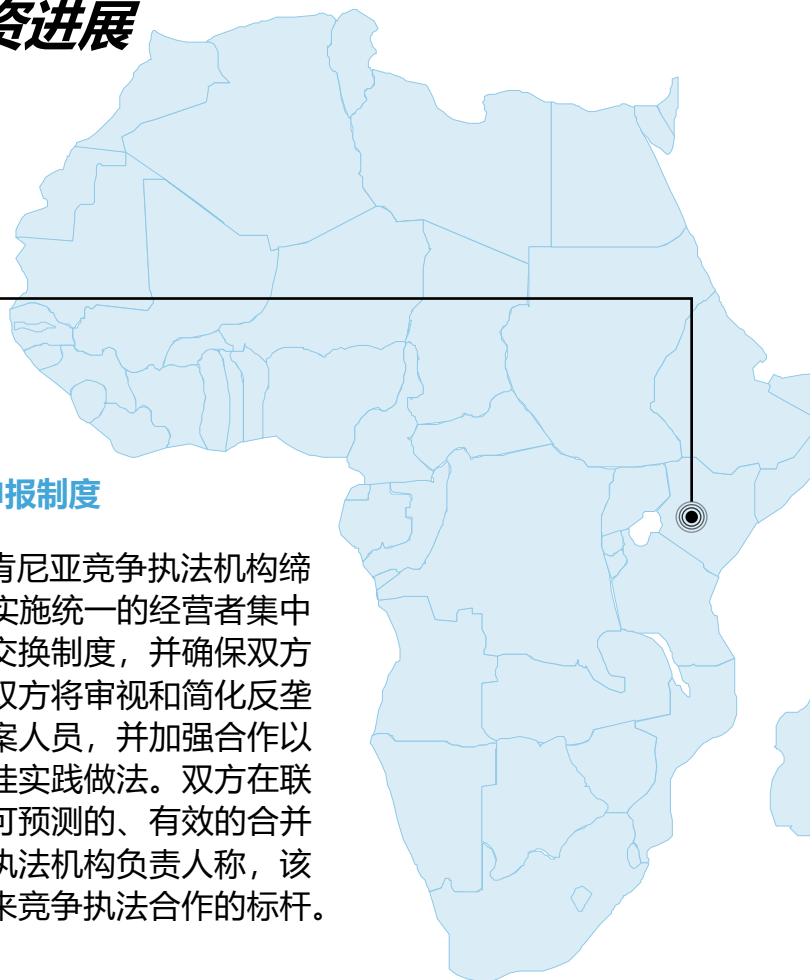 资进展
申报制度
肯尼亚竞争执法机构缔
实施统一的经营者集中
交换制度，并确保双方
双方将审视和简化反垄
案人员，并加强合作以
佳实践做法。双方在联
可预测的、有效的合并
执法机构负责人称，该
来竞争执法合作的标杆。